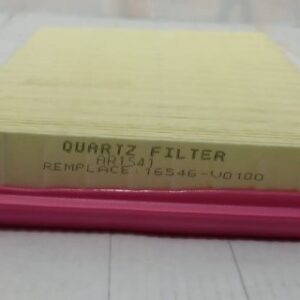 QUARTZ FILTER
AR1541
REMPLACE: 16546-V0100